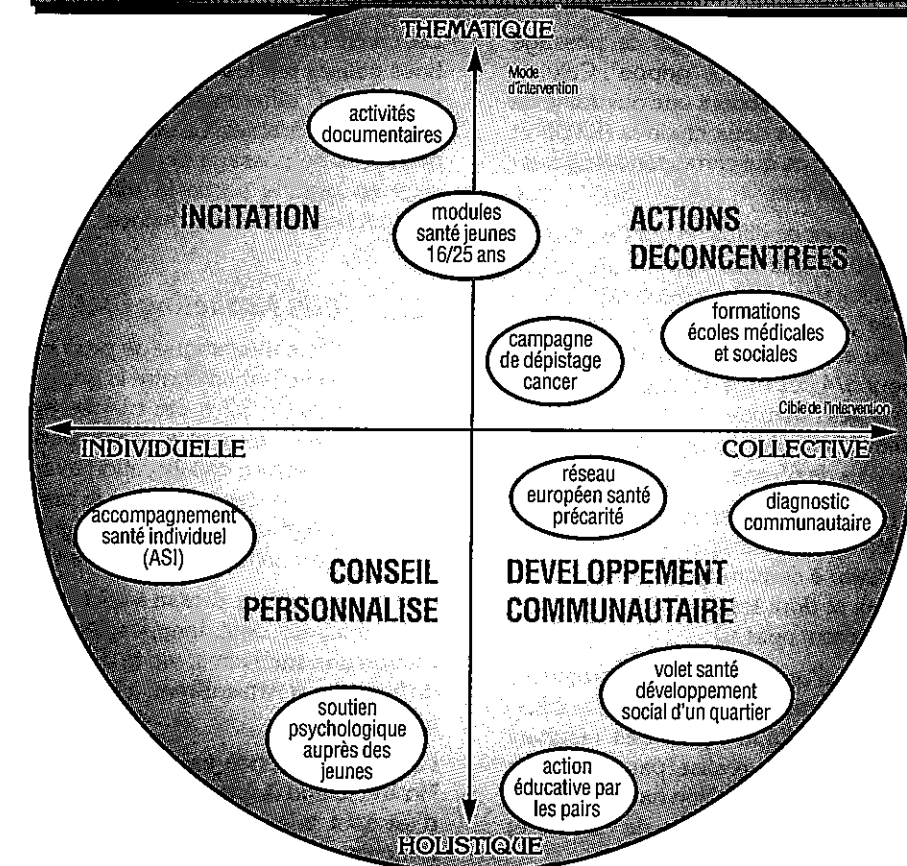 THEMATIQUE
Mode
d'intervention
activités
documentaires
INCITATION
modules
santé jeunes
16/25 ans
ACTIONS
DECONCENTREES
campagne
de dépistage
cancer
formations
écoles médicales
et sociales
Cible de l'intervention
INDIVIDUELLE
COLLECTIVE
accompagnement
santé individuel
(ASI)
réseau
européen santé
précarité
diagnostic
communautaire
CONSEIL
PERSONNALISE
DEVELOPPEMENT
COMMUNAUTAIRE
soutien
psychologique
auprès des
jeunes
volet santé
développement
social d'un quartier
action
éducative par
les pairs
HOLISTIQUE